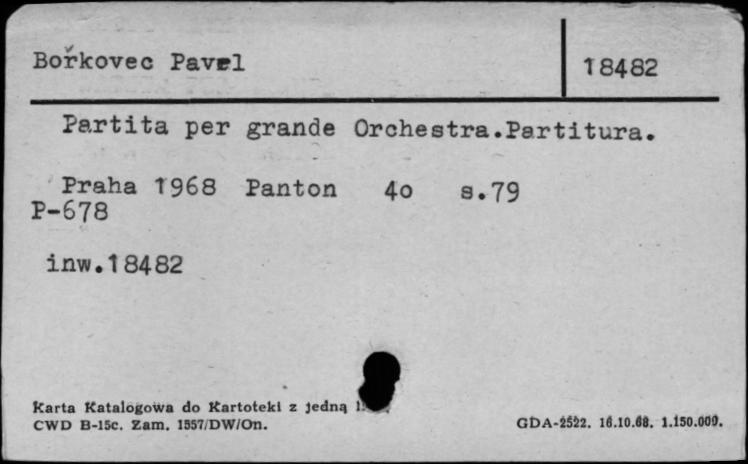 Bořkovec Pavel
18482
Partita per grande Orchestra.Partitura.
Praha 1968 Panton 4o s.79
P-678
inw.18482
Karta Katalogowa do Kartoteki z jedną
CWD B-15c. Zam. 1557/DW/On.
GDA-2522. 16.10.68. 1.150.000.